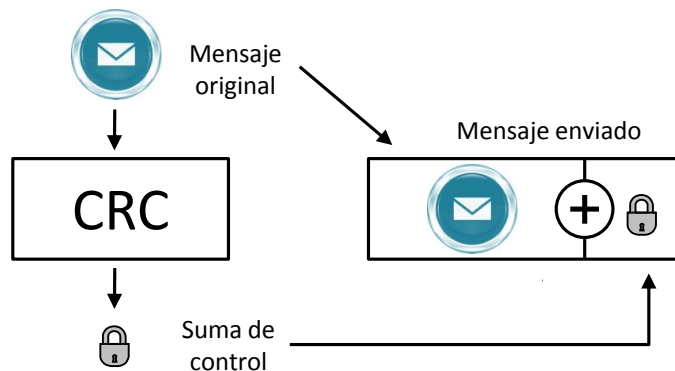 Mensaje
original
Mensaje enviado
CRC
+
Suma de
control